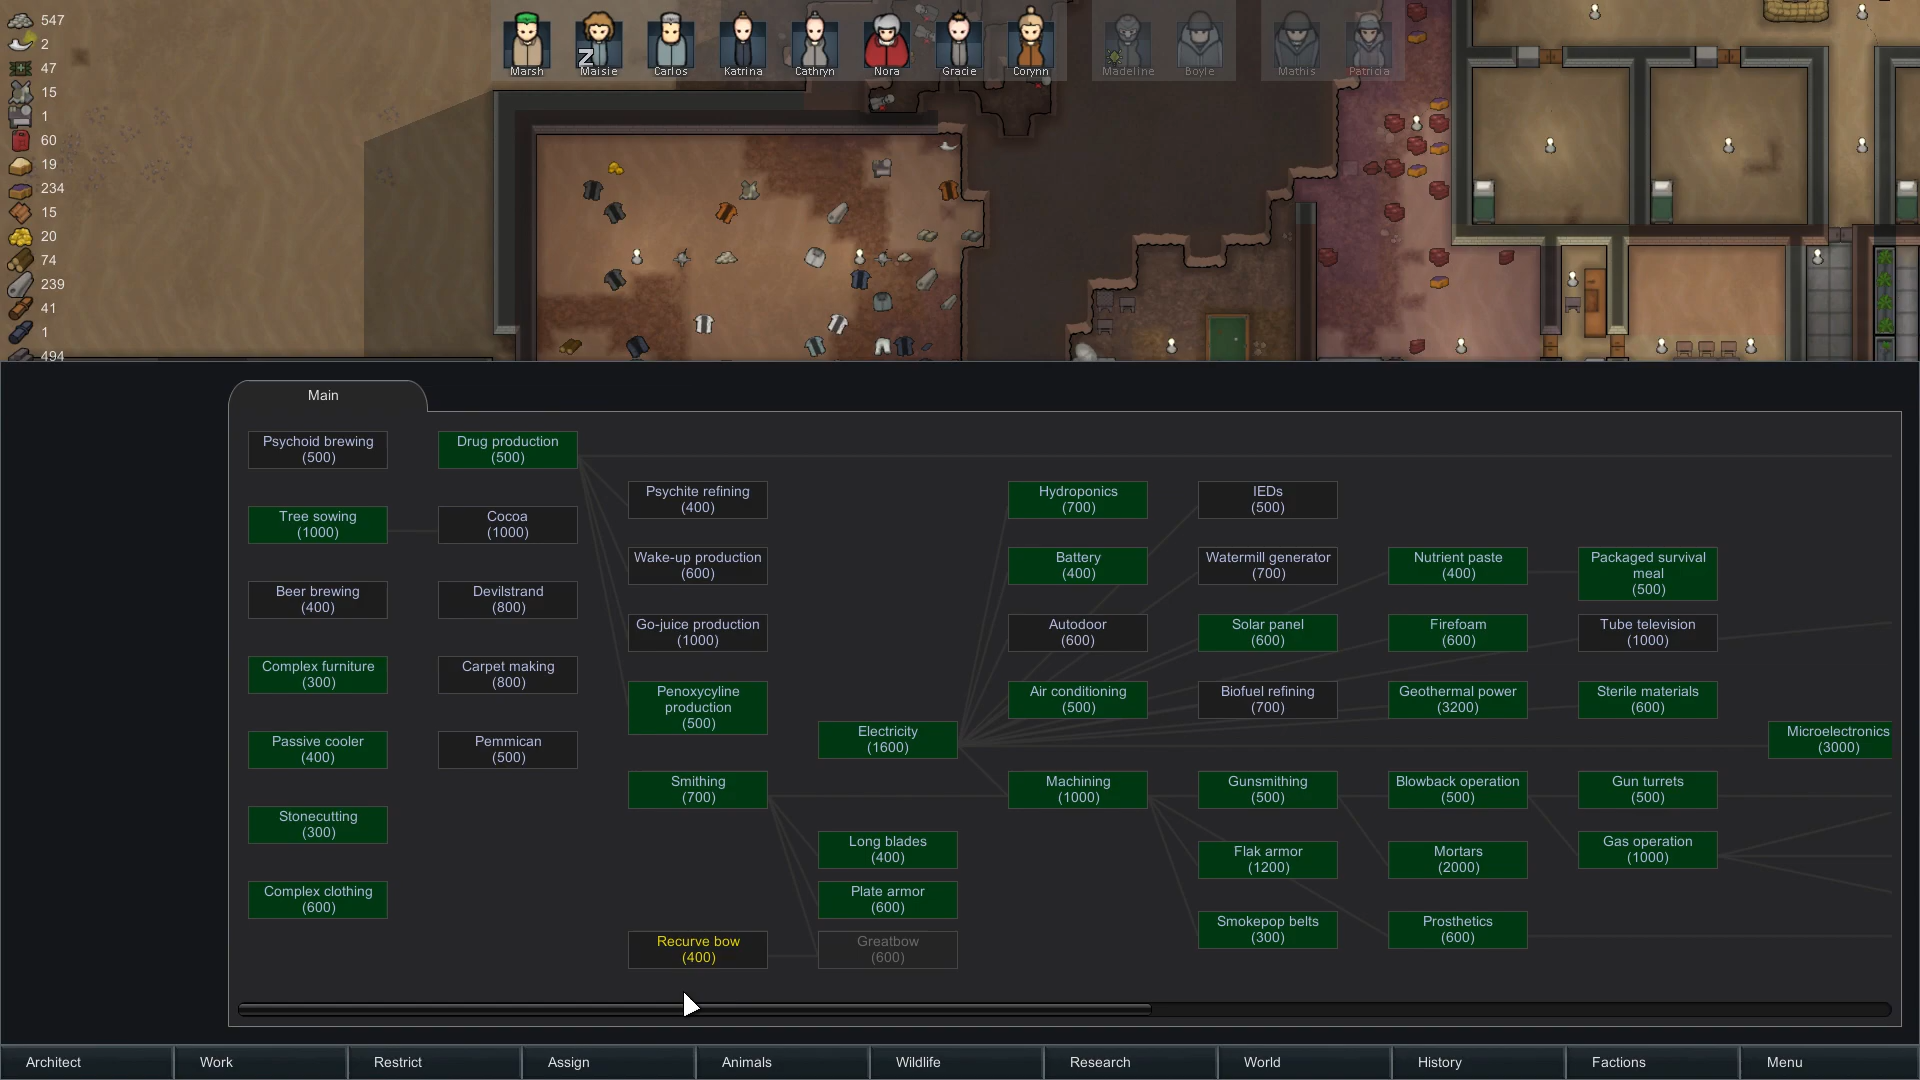 547
2
47
15
1
60
19
234
15
20
74
239
41
1
494
Marsh
Maisie
Carlos
Katrina
Cathryn
Nora
Gracie
Corynn
Madeline
Boyle
Mathis
Patricia
Z
Main
Psychoid brewing
(500)
Drug production
(500)
Psychite refining
(400)
Hydroponics
(700)
IEDs
(500)
Tree sowing
(1000)
Cocoa
(1000)
Wake-up production
(600)
Battery
(400)
Watermill generator
(700)
Nutrient paste
(400)
Packaged survival
meal
(500)
Beer brewing
(400)
Devilstrand
(800)
Go-juice production
(1000)
Autodoor
(600)
Solar panel
(600)
Firefoam
(600)
Tube television
(1000)
Complex furniture
(300)
Carpet making
(800)
Penoxycyline
production
(500)
Air conditioning
(500)
Biofuel refining
(700)
Geothermal power
(3200)
Sterile materials
(600)
Passive cooler
(400)
Pemmican
(500)
Electricity
(1600)
Microelectronics
(3000)
Smithing
(700)
Machining
(1000)
Gunsmithing
(500)
Blowback operation
(500)
Gun turrets
(500)
Stonecutting
(300)
Long blades
(400)
Flak armor
(1200)
Mortars
(2000)
Gas operation
(1000)
Complex clothing
(600)
Plate armor
(600)
Smokepop belts
(300)
Prosthetics
(600)
Recurve bow
(400)
Greatbow
(600)
Architect
Work
Restrict
Assign
Animals
Wildlife
Research
World
History
Factions
Menu